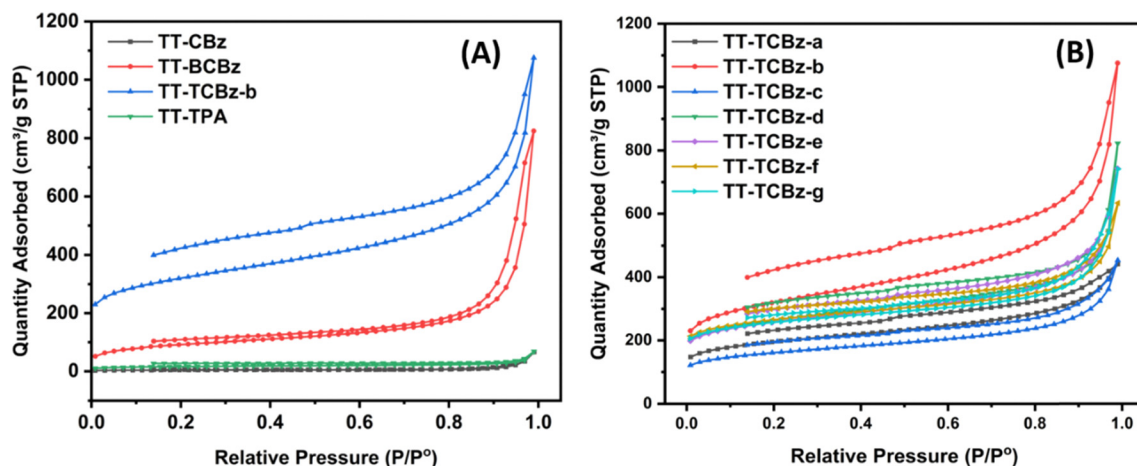 (A)
TT-CBz
TT-BCBz
TT-TCBz-b
TT-TPA
Quantity Adsorbed (cm³/g STP)
1200
1000
800
600
400
200
0
0.0 0.2 0.4 0.6 0.8 1.0
Relative Pressure (P/Pº)
(B)
TT-TCBz-a
TT-TCBz-b
TT-TCBz-c
TT-TCBz-d
TT-TCBz-e
TT-TCBz-f
TT-TCBz-g
Quantity Adsorbed (cm³/g STP)
1200
1000
800
600
400
200
0
0.0 0.2 0.4 0.6 0.8 1.0
Relative Pressure (P/Pº)